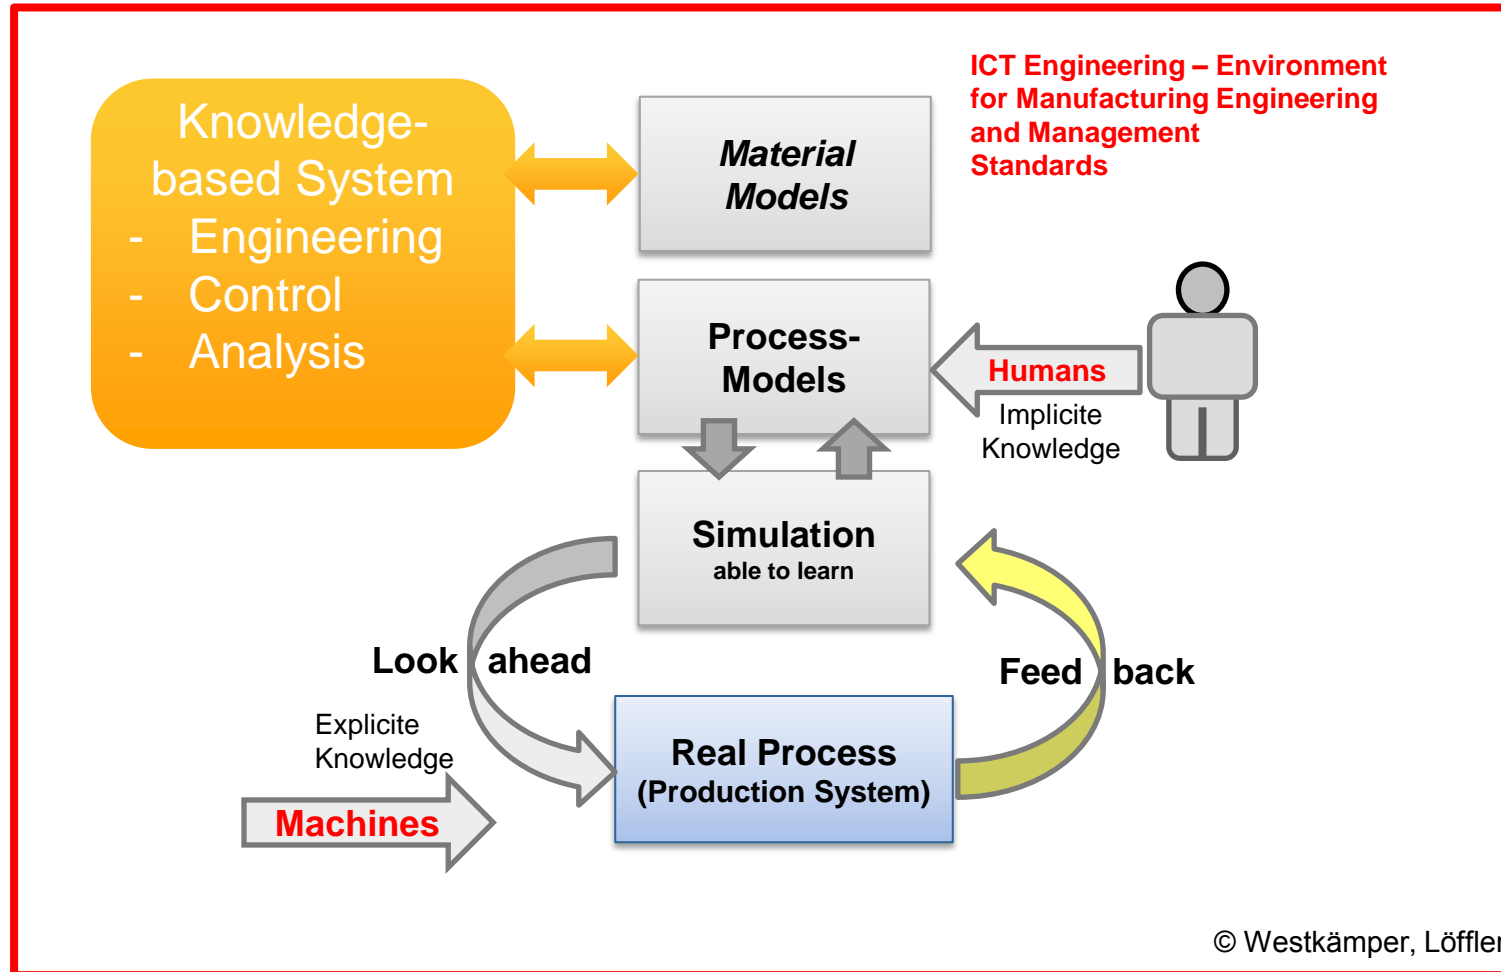 ICT Engineering – Environment
for Manufacturing Engineering
and Management
Standards
Knowledge-
based System
- Engineering
- Control
- Analysis
Material
Models
Process-
Models
Humans
Implicite
Knowledge
Simulation
able to learn
Look ahead
Feed back
Explicite
Knowledge
Machines
Real Process
(Production System)
© Westkämper, Löffler